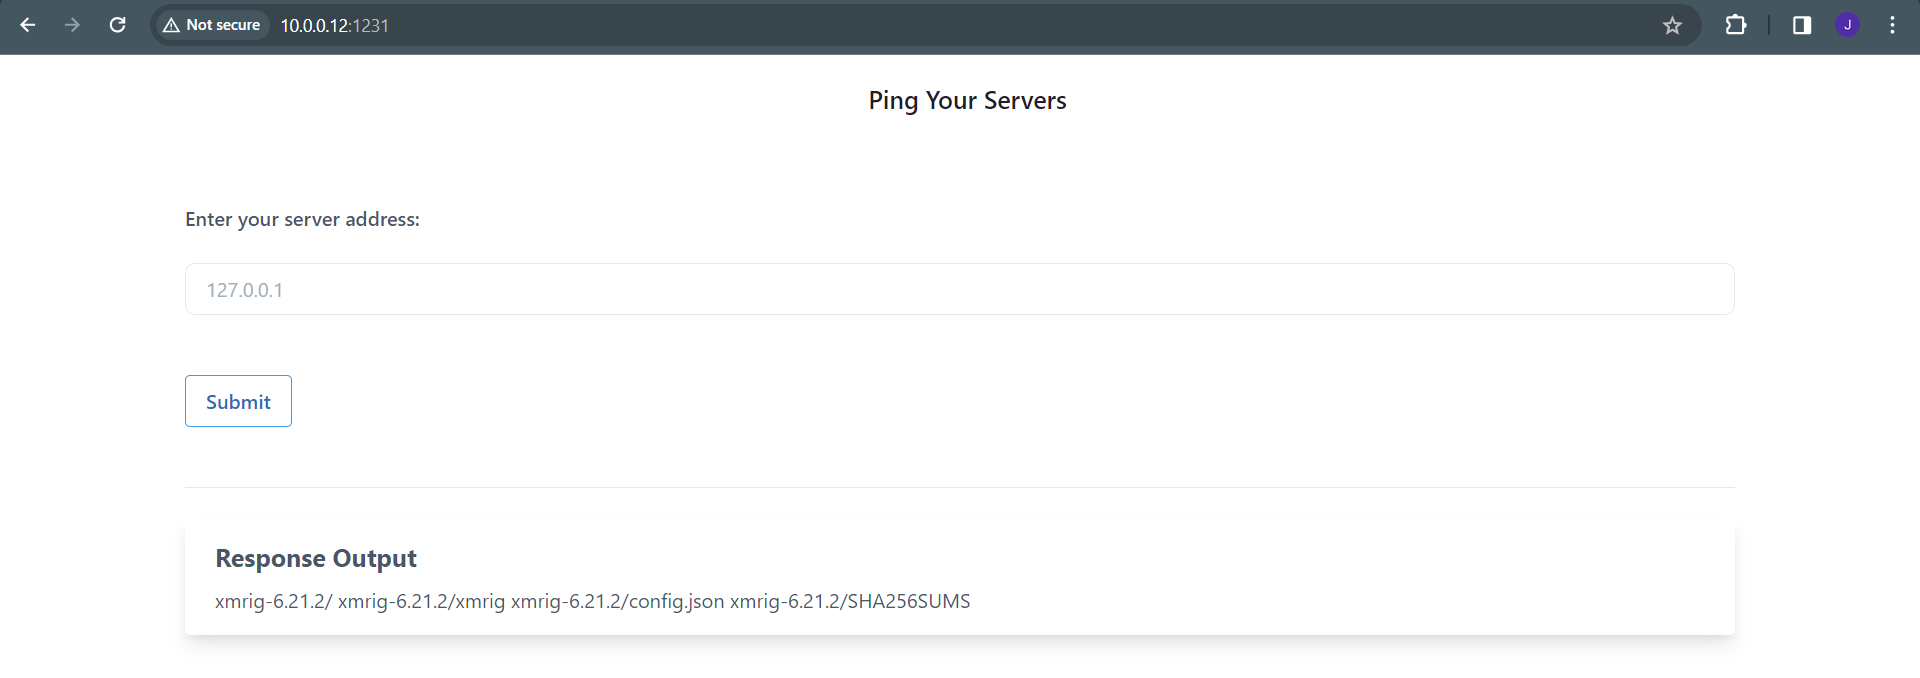 Not secure 10.0.0.12:1231 J
Ping Your Servers
Enter your server address:
127.0.0.1
Submit
Response Output
xmrig-6.21.2/ xmrig-6.21.2/xmrig xmrig-6.21.2/config.json xmrig-6.21.2/SHA256SUMS